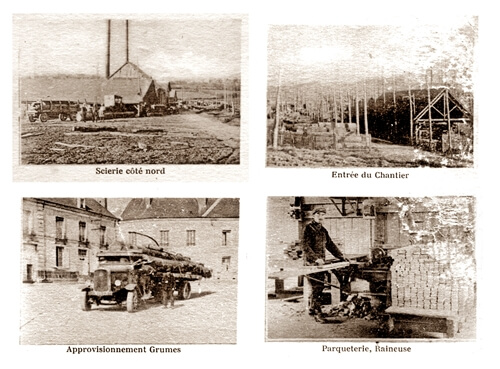 Scierie côté nord
Entrée du Chantier
Approvisionnement Grumes
Parqueterie, Raineuse